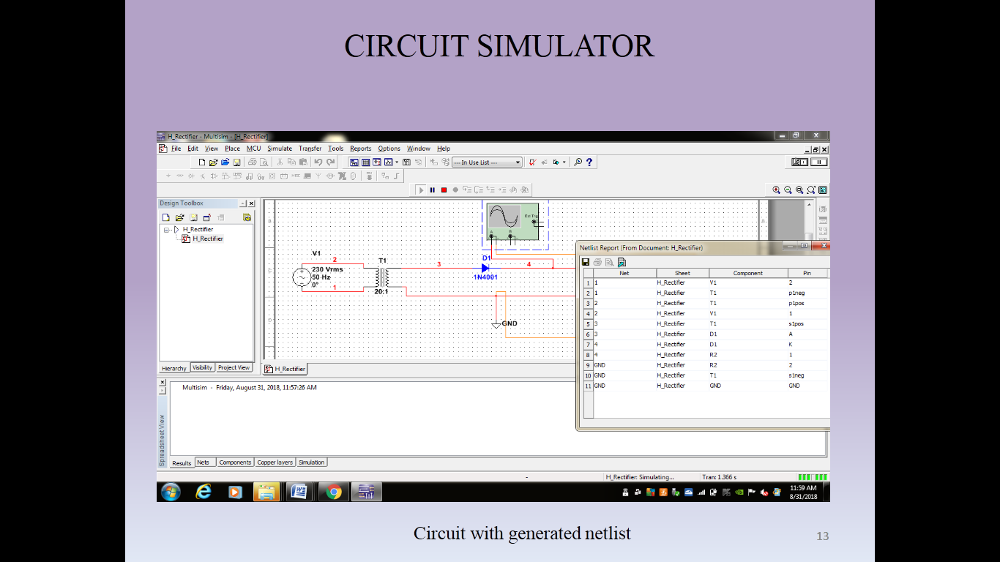 CIRCUIT SIMULATOR
H_Rectifier - Multisim - [H_Rectifier]
File Edit View Place MCU Simulate Transfer Tools Reports Options Window Help
--- In Use List ---
Design Toolbox
H_Rectifier
H_Rectifier
Hierarchy Visibility Project View
V1
2
230 Vrms
50 Hz
0°
1
T1
20:1
3
D1
1N4001
4
Ext Trig
A B
GND
H_Rectifier
Netlist Report (From Document: H_Rectifier)
Net Sheet Component Pin
1 1 H_Rectifier V1 2
2 1 H_Rectifier T1 p1neg
3 2 H_Rectifier T1 p1pos
4 2 H_Rectifier V1 1
5 3 H_Rectifier T1 s1pos
6 3 H_Rectifier D1 A
7 4 H_Rectifier D1 K
8 4 H_Rectifier R2 1
9 GND H_Rectifier R2 2
10 GND H_Rectifier T1 s1neg
11 GND H_Rectifier GND GND
Multisim - Friday, August 31, 2018, 11:57:26 AM
Spreadsheet View
Results Nets Components Copper layers Simulation
- H_Rectifier: Simulating... Tran: 1.366 s
11:59 AM
8/31/2018
Circuit with generated netlist
13